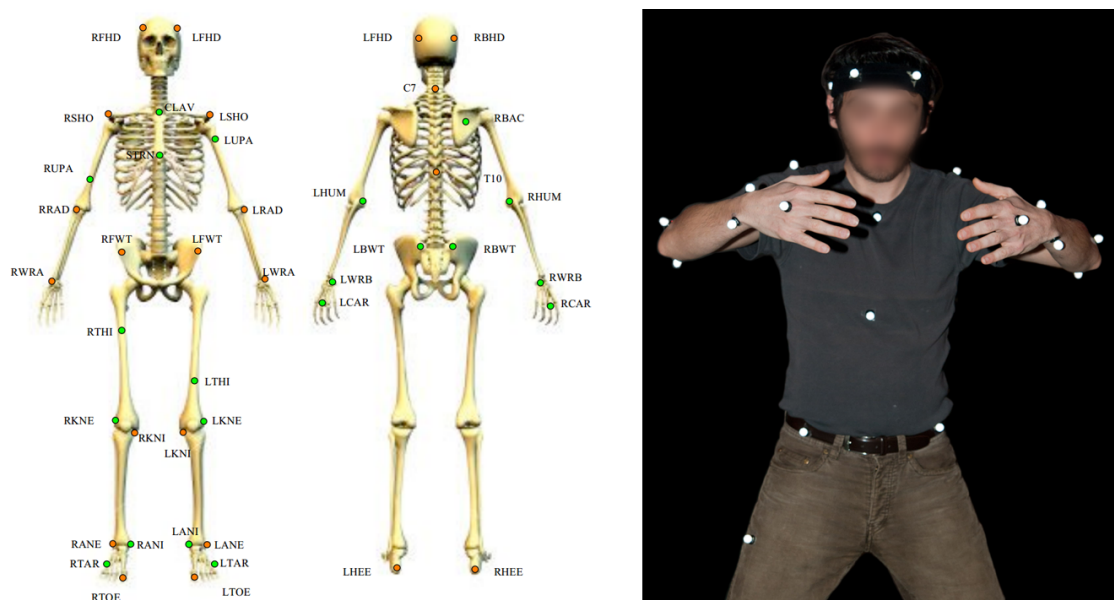 RFHD LFHD
LFHD RBHD
C7
CLAV
RSHO LSHO
RBAC
LUPA
STRN
RUPA
T10
LHUM RHUM
RRAD LRAD
RFWT LFWT
LBWT RBWT
RWRA LWRA
LWRB RWRB
LCAR RCAR
RTHI
LTHI
RKNE LKNE
RKNI
LKNI
LANI
RANE RANI LANE
RTAR LTAR
LHEE RHEE
RTOE LTOE